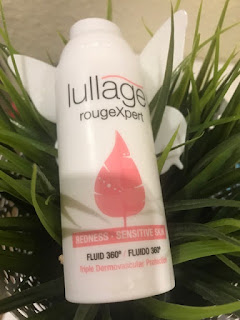 lullage
rougeXpert
REDNESS - SENSITIVE SKIN
FLUID 360° FLUIDO 360°
Triple Dermovascular Protection